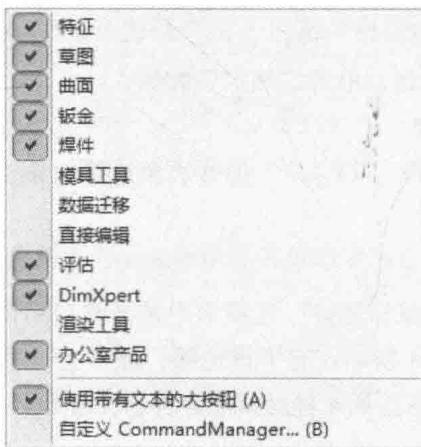 特征
草图
曲面
钣金
焊件
模具工具
数据迁移
直接编辑
评估
DimXpert
渲染工具
办公室产品
使用带有文本的大按钮 (A)
自定义 CommandManager... (B)